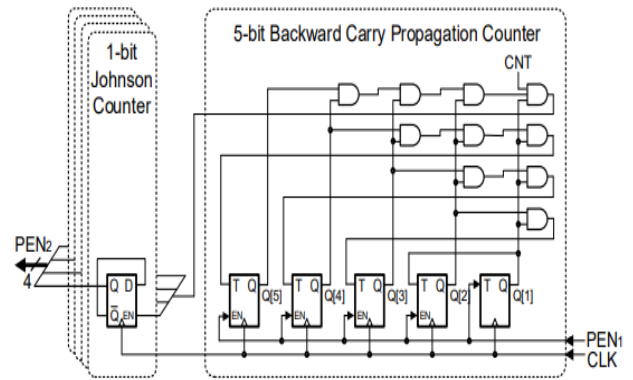 5-bit Backward Carry Propagation Counter
1-bit
Johnson
Counter
CNT
PEN2
4
Q D
Q EN
T Q
EN
Q[5]
T Q
EN
Q[4]
T Q
EN
Q[3]
T Q
EN
Q[2]
T Q
Q[1]
PEN1
CLK